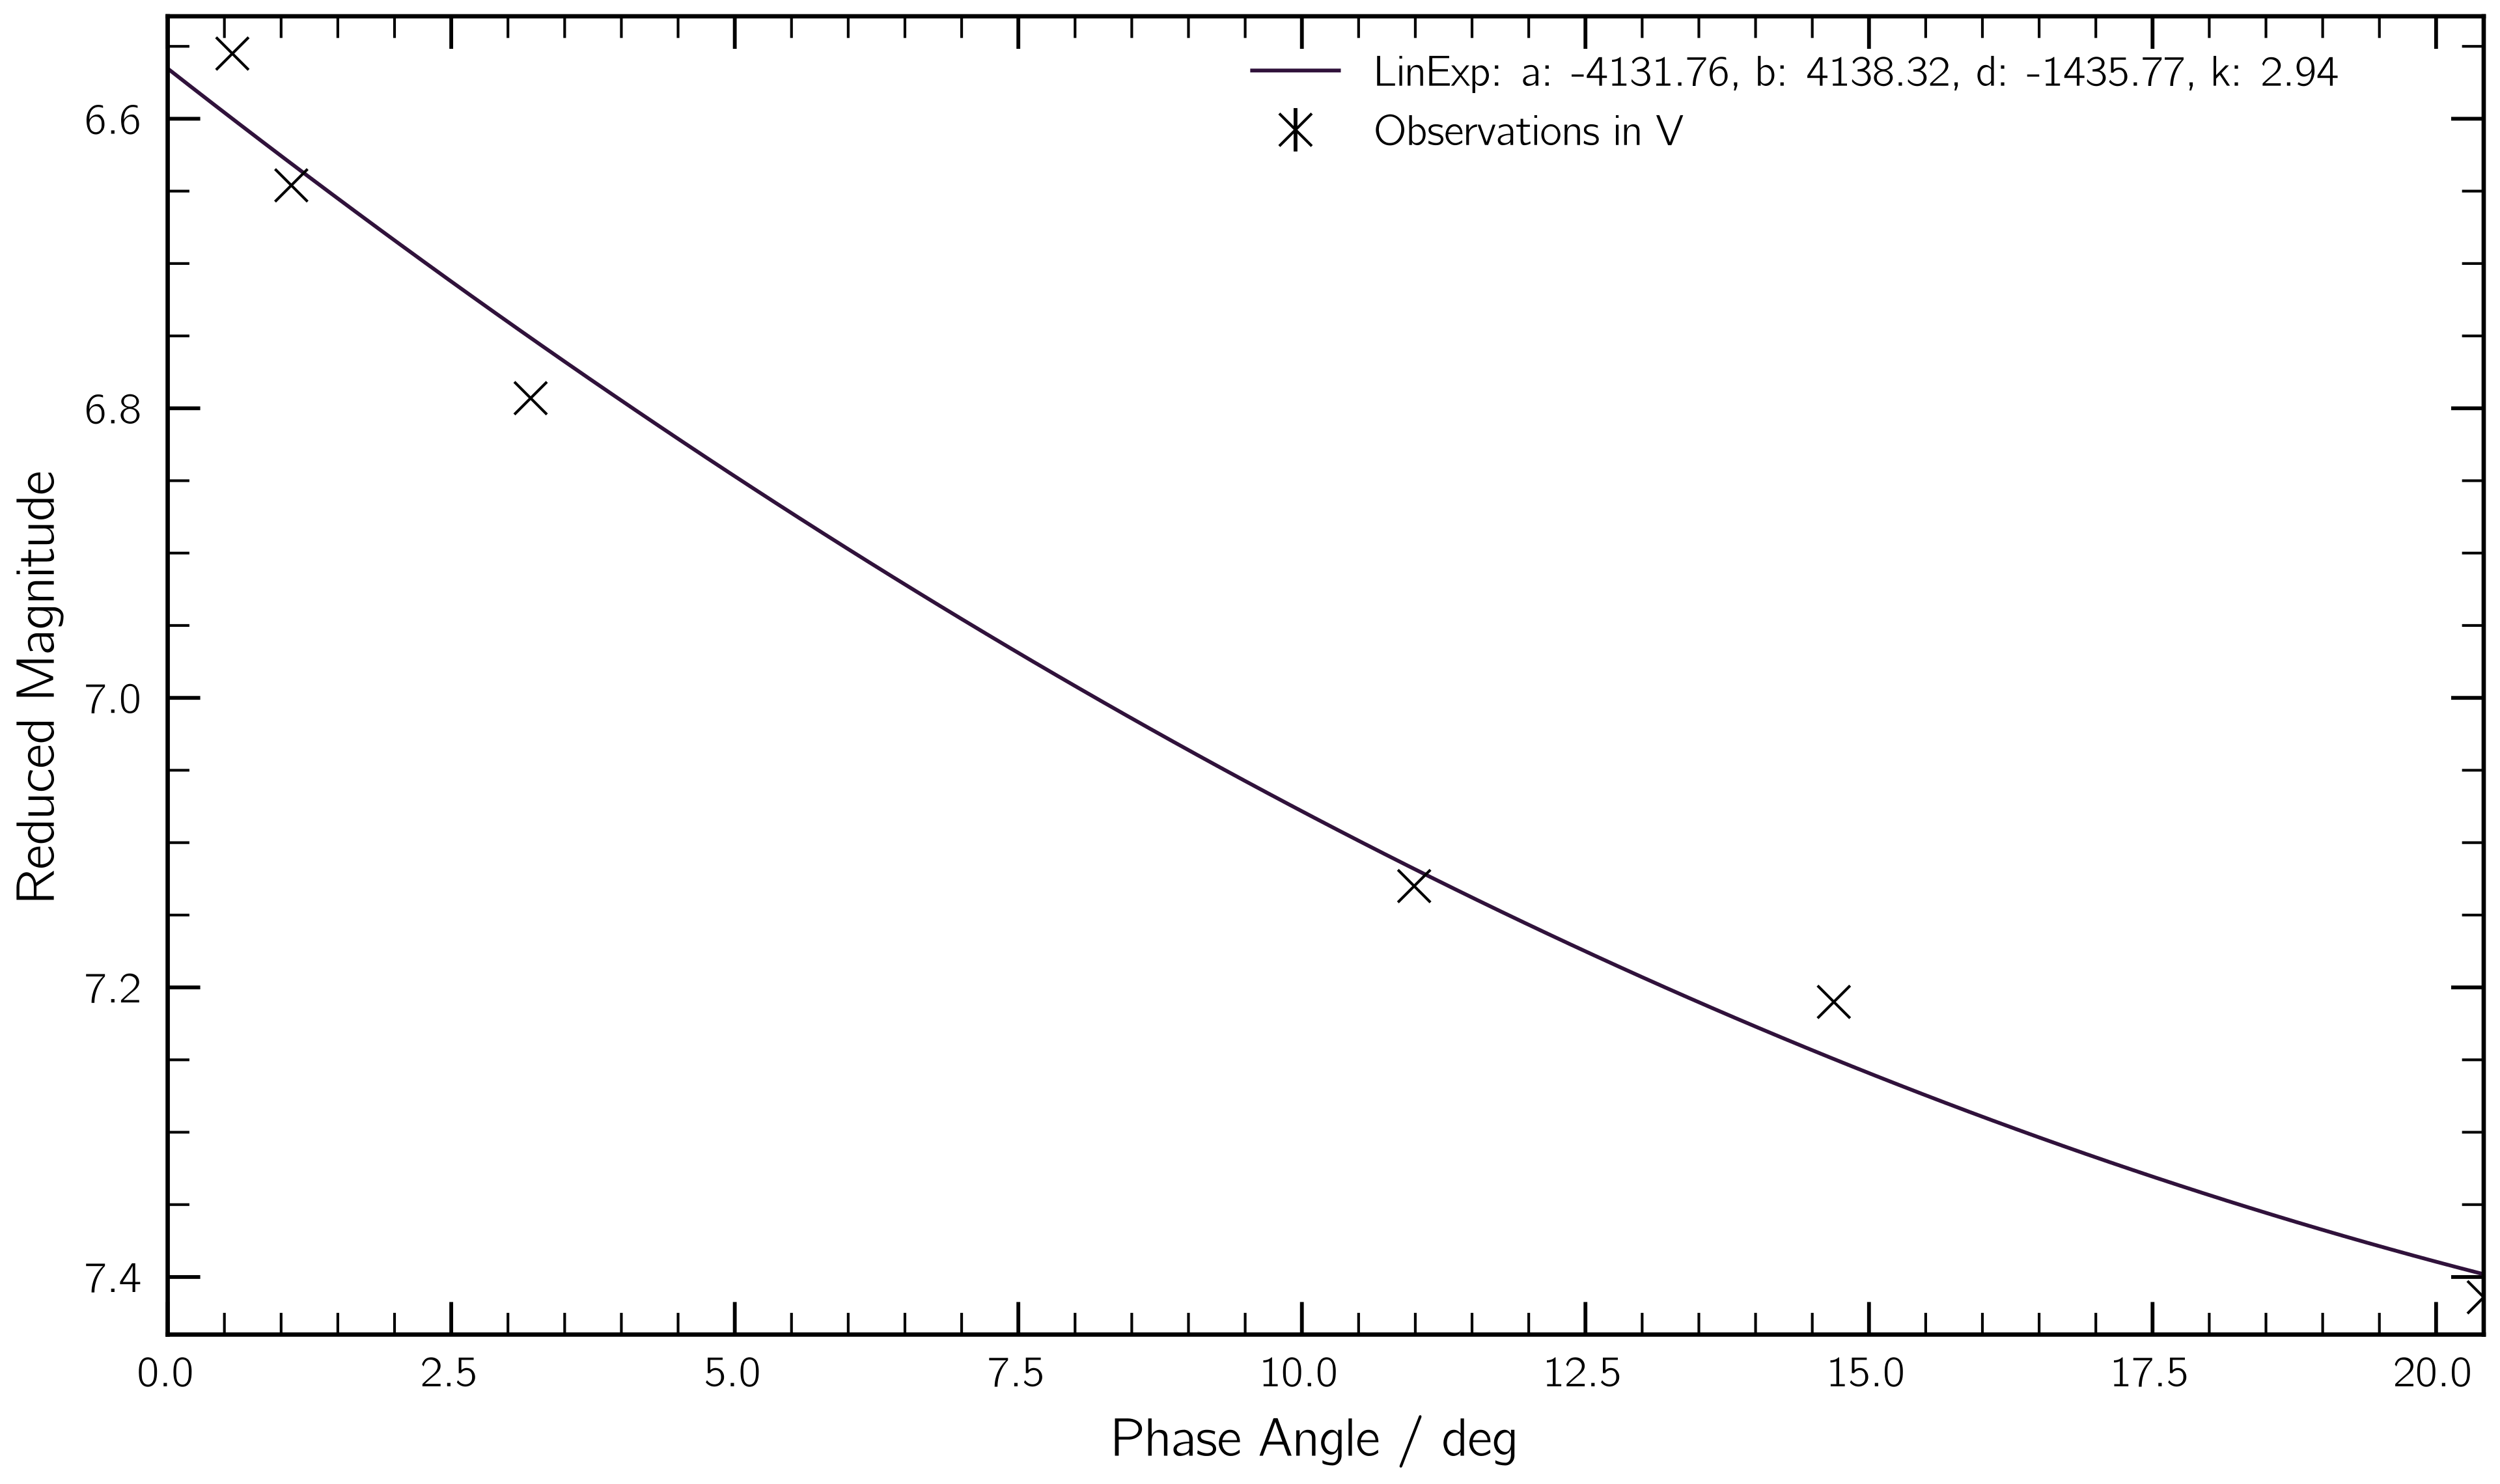 LinExp: a: -4131.76, b: 4138.32, d: -1435.77, k: 2.94
Observations in V
6.6
6.8
7.0
7.2
7.4
Reduced Magnitude
0.0 2.5 5.0 7.5 10.0 12.5 15.0 17.5 20.0
Phase Angle / deg